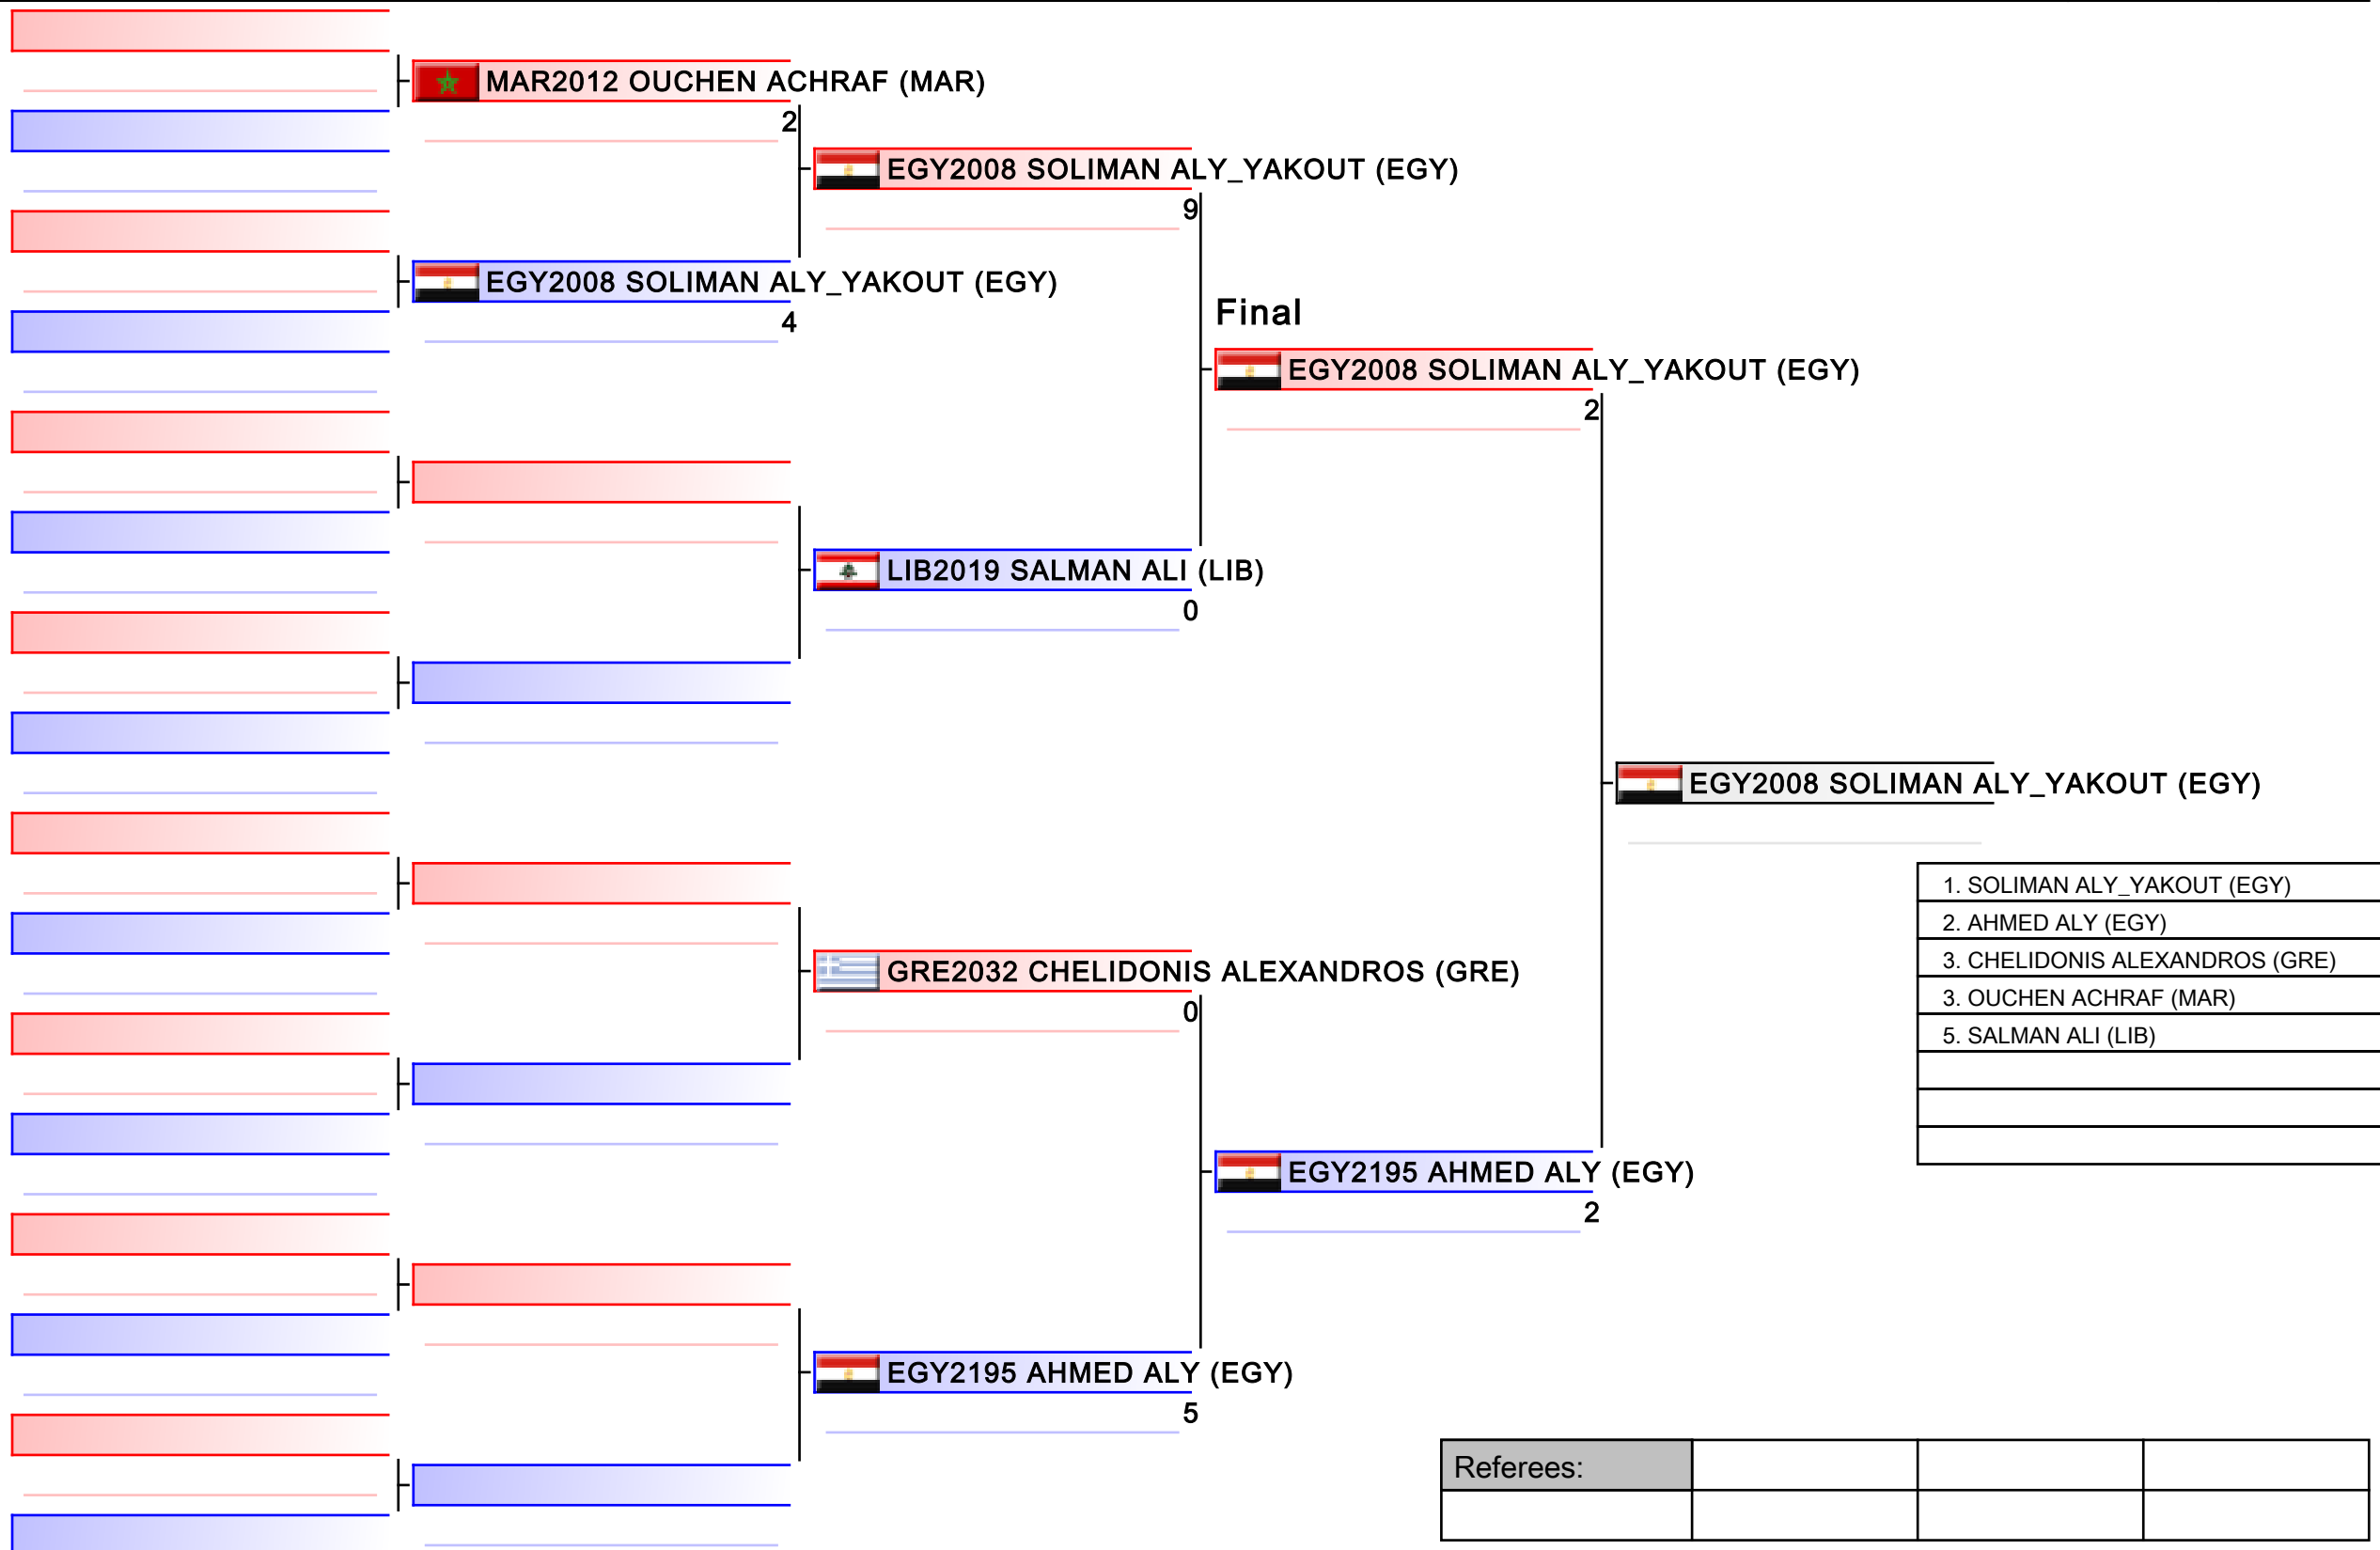 MAR2012 OUCHEN ACHRAF (MAR)
2
EGY2008 SOLIMAN ALY_YAKOUT (EGY)
9
EGY2008 SOLIMAN ALY_YAKOUT (EGY)
4
Final
EGY2008 SOLIMAN ALY_YAKOUT (EGY)
2
LIB2019 SALMAN ALI (LIB)
0
EGY2008 SOLIMAN ALY_YAKOUT (EGY)
1. SOLIMAN ALY_YAKOUT (EGY)
2. AHMED ALY (EGY)
3. CHELIDONIS ALEXANDROS (GRE)
3. OUCHEN ACHRAF (MAR)
5. SALMAN ALI (LIB)
GRE2032 CHELIDONIS ALEXANDROS (GRE)
0
EGY2195 AHMED ALY (EGY)
2
EGY2195 AHMED ALY (EGY)
5
Referees: